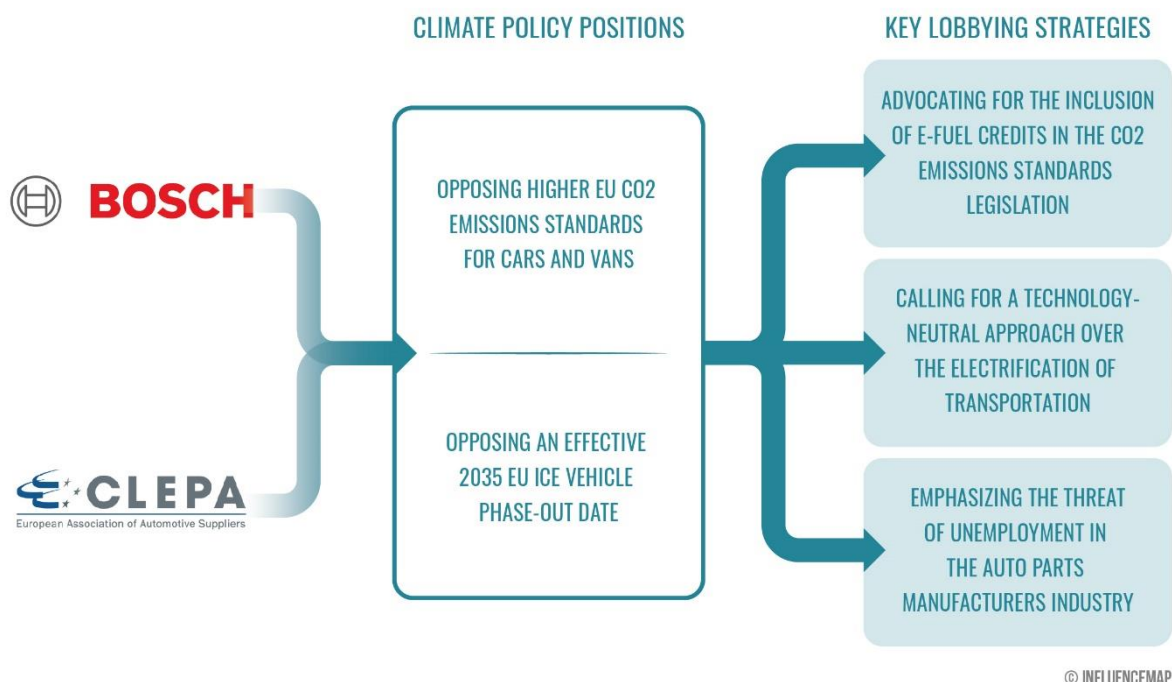 CLIMATE POLICY POSITIONS
KEY LOBBYING STRATEGIES
BOSCH
CLEPA
European Association of Automotive Suppliers
OPPOSING HIGHER EU CO2
EMISSIONS STANDARDS
FOR CARS AND VANS
OPPOSING AN EFFECTIVE
2035 EU ICE VEHICLE
PHASE-OUT DATE
ADVOCATING FOR THE INCLUSION
OF E-FUEL CREDITS IN THE CO2
EMISSIONS STANDARDS
LEGISLATION
CALLING FOR A TECHNOLOGY-
NEUTRAL APPROACH OVER
THE ELECTRIFICATION OF
TRANSPORTATION
EMPHASIZING THE THREAT
OF UNEMPLOYMENT IN
THE AUTO PARTS
MANUFACTURERS INDUSTRY
© INFLUENCEMAP